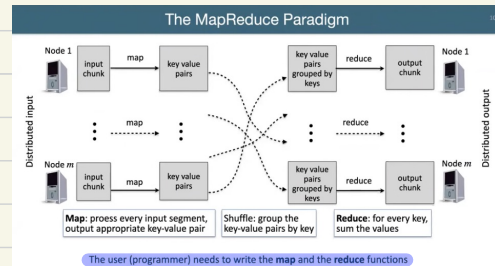 The MapReduce Paradigm
Distributed input
Node 1
input chunk
map
key value pairs
key value pairs grouped by keys
reduce
output chunk
Node 1
Distributed output
map
reduce
Node m
input chunk
map
key value pairs
key value pairs grouped by keys
reduce
output chunk
Node m
Map: proess every input segment,
output appropriate key-value pair
Shuffle: group the
key-value pairs by key
Reduce: for every key,
sum the values
The user (programmer) needs to write the map and the reduce functions